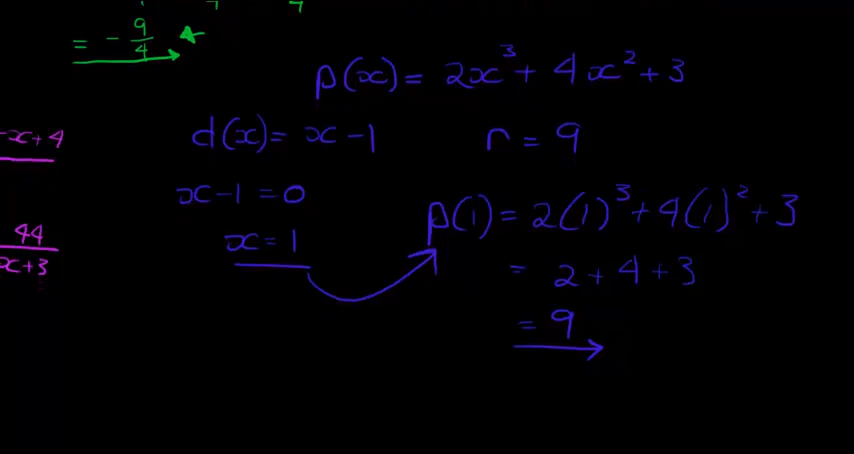 = - 9/4
p(x) = 2x³ + 4x² + 3
-x+4
d(x) = x - 1
r = 9
x - 1 = 0
p(1) = 2(1)³ + 4(1)² + 3
44
x+3
x = 1
= 2 + 4 + 3
= 9